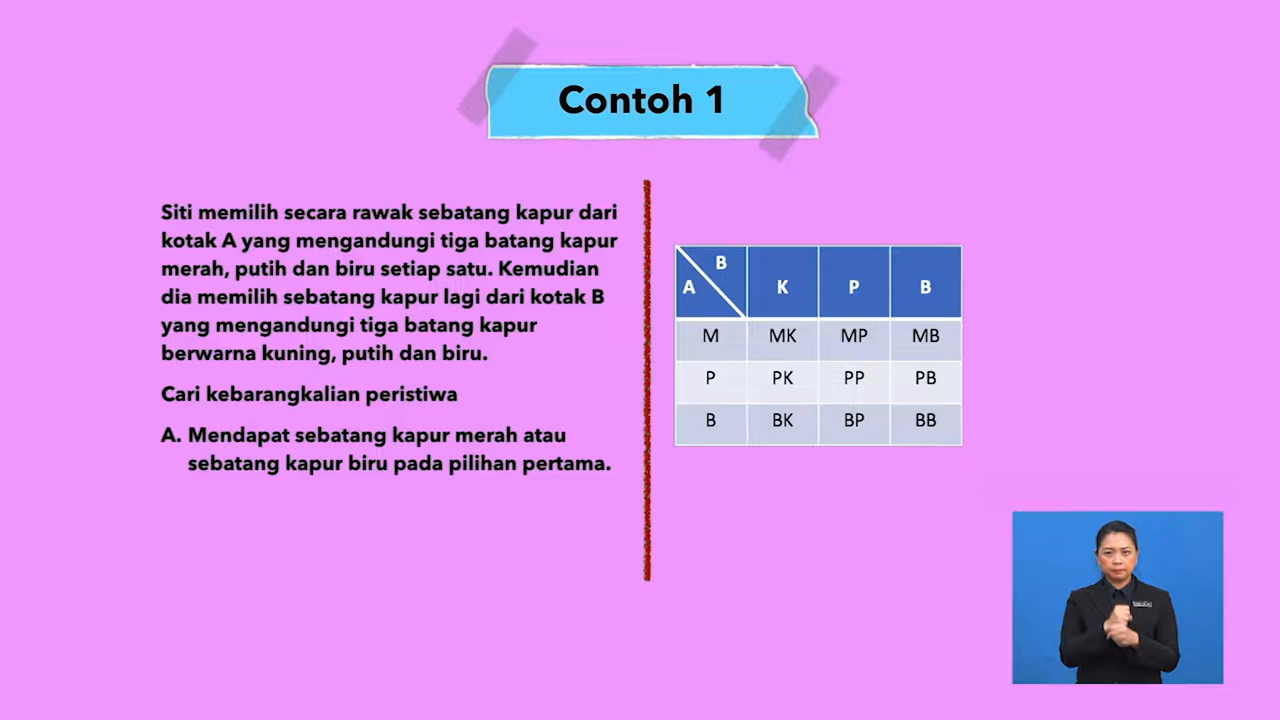 Contoh 1
Siti memilih secara rawak sebatang kapur dari
kotak A yang mengandungi tiga batang kapur
merah, putih dan biru setiap satu. Kemudian
dia memilih sebatang kapur lagi dari kotak B
yang mengandungi tiga batang kapur
berwarna kuning, putih dan biru.
Cari kebarangkalian peristiwa
A. Mendapat sebatang kapur merah atau
sebatang kapur biru pada pilihan pertama.
B
A K P B
M MK MP MB
P PK PP PB
B BK BP BB